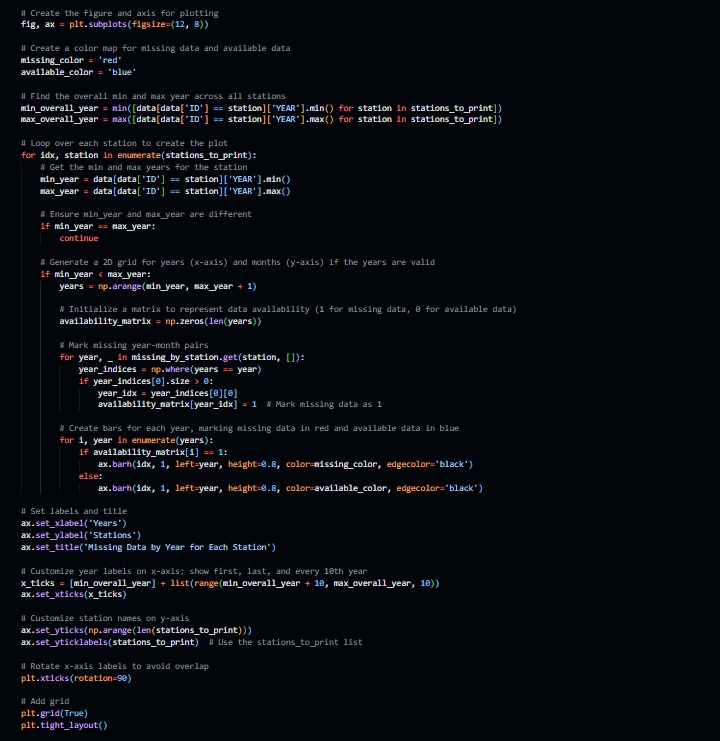 # Create the figure and axis for plotting
fig, ax = plt.subplots(figsize=(12, 8))
# Create a color map for missing data and available data
missing_color = 'red'
available_color = 'blue'
# Find the overall min and max year across all stations
min_overall_year = min([data[data['ID'] == station]['YEAR'].min() for station in stations_to_print])
max_overall_year = max([data[data['ID'] == station]['YEAR'].max() for station in stations_to_print])
# Loop over each station to create the plot
for idx, station in enumerate(stations_to_print):
    # Get the min and max years for the station
    min_year = data[data['ID'] == station]['YEAR'].min()
    max_year = data[data['ID'] == station]['YEAR'].max()
    # Ensure min_year and max_year are different
    if min_year == max_year:
        continue
    # Generate a 2D grid for years (x-axis) and months (y-axis) if the years are valid
    if min_year < max_year:
        years = np.arange(min_year, max_year + 1)
        # Initialize a matrix to represent data availability (1 for missing data, 0 for available data)
        availability_matrix = np.zeros(len(years))
        # Mark missing year-month pairs
        for year, _ in missing_by_station.get(station, []):
            year_indices = np.where(years == year)
            if year_indices[0].size > 0:
                year_idx = year_indices[0][0]
                availability_matrix[year_idx] = 1  # Mark missing data as 1
        # Create bars for each year, marking missing data in red and available data in blue
        for i, year in enumerate(years):
            if availability_matrix[i] == 1:
                ax.barh(idx, 1, left=year, height=0.8, color=missing_color, edgecolor='black')
            else:
                ax.barh(idx, 1, left=year, height=0.8, color=available_color, edgecolor='black')
# Set labels and title
ax.set_xlabel('Years')
ax.set_ylabel('Stations')
ax.set_title('Missing Data by Year for Each Station')
# Customize year labels on x-axis: show first, last, and every 10th year
x_ticks = [min_overall_year] + list(range(min_overall_year + 10, max_overall_year, 10))
ax.set_xticks(x_ticks)
# Customize station names on y-axis
ax.set_yticks(np.arange(len(stations_to_print)))
ax.set_yticklabels(stations_to_print)  # Use the stations_to_print list
# Rotate x-axis labels to avoid overlap
plt.xticks(rotation=90)
# Add grid
plt.grid(True)
plt.tight_layout()